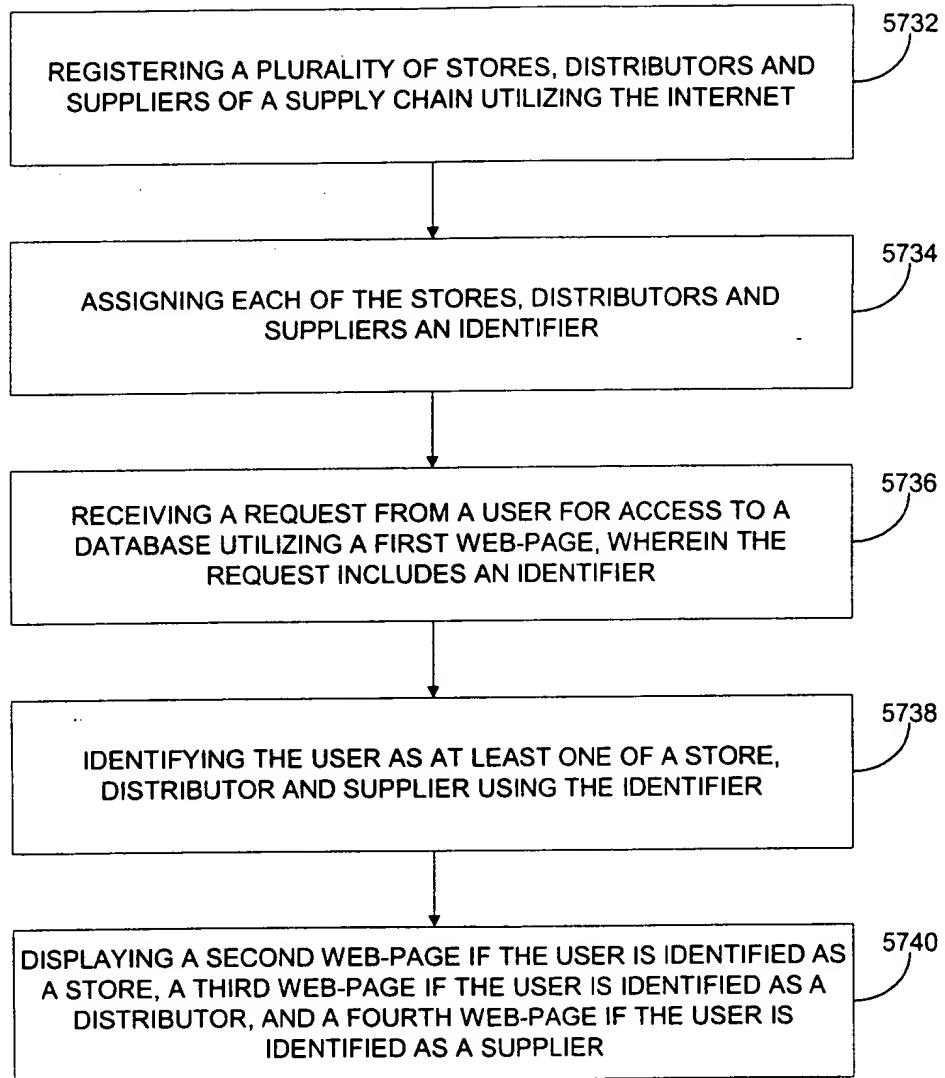 5732
REGISTERING A PLURALITY OF STORES, DISTRIBUTORS AND
SUPPLIERS OF A SUPPLY CHAIN UTILIZING THE INTERNET
5734
ASSIGNING EACH OF THE STORES, DISTRIBUTORS AND
SUPPLIERS AN IDENTIFIER
5736
RECEIVING A REQUEST FROM A USER FOR ACCESS TO A
DATABASE UTILIZING A FIRST WEB-PAGE, WHEREIN THE
REQUEST INCLUDES AN IDENTIFIER
5738
IDENTIFYING THE USER AS AT LEAST ONE OF A STORE,
DISTRIBUTOR AND SUPPLIER USING THE IDENTIFIER
5740
DISPLAYING A SECOND WEB-PAGE IF THE USER IS IDENTIFIED AS
A STORE, A THIRD WEB-PAGE IF THE USER IS IDENTIFIED AS A
DISTRIBUTOR, AND A FOURTH WEB-PAGE IF THE USER IS
IDENTIFIED AS A SUPPLIER